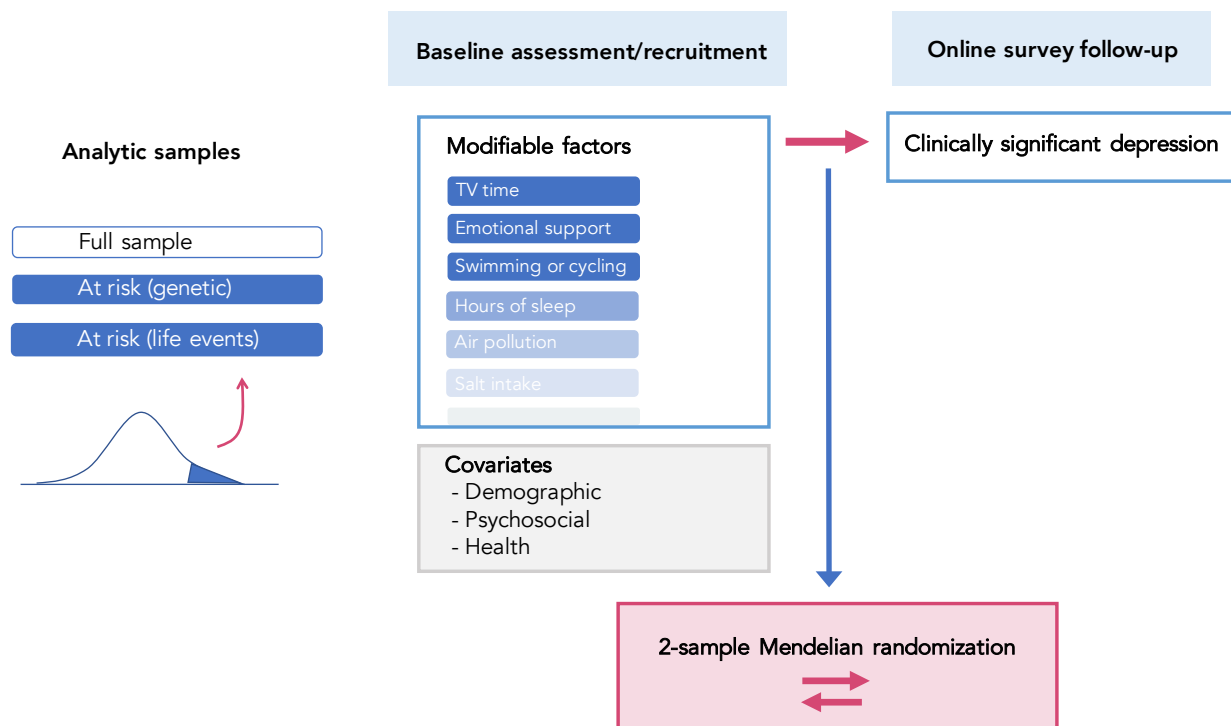 Baseline assessment/recruitment
Online survey follow-up
Analytic samples
Full sample
At risk (genetic)
At risk (life events)
Modifiable factors
TV time
Emotional support
Swimming or cycling
Hours of sleep
Air pollution
Salt intake
Clinically significant depression
Covariates
- Demographic
- Psychosocial
- Health
2-sample Mendelian randomization